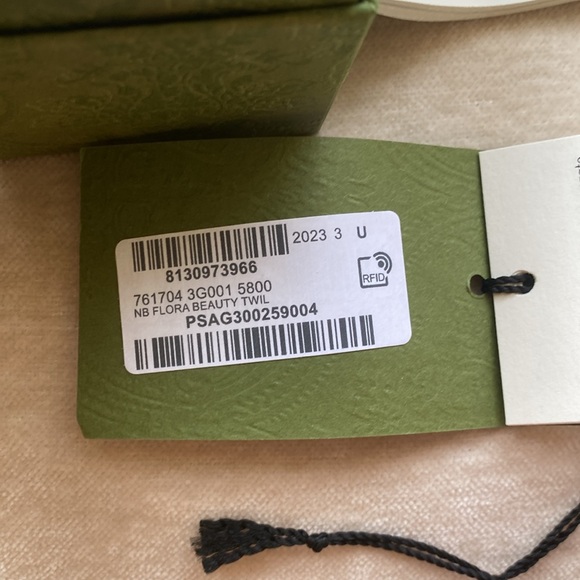 2023 3 U
8130973966
RFID
761704 3G001 5800
NB FLORA BEAUTY TWIL
PSAG300259004